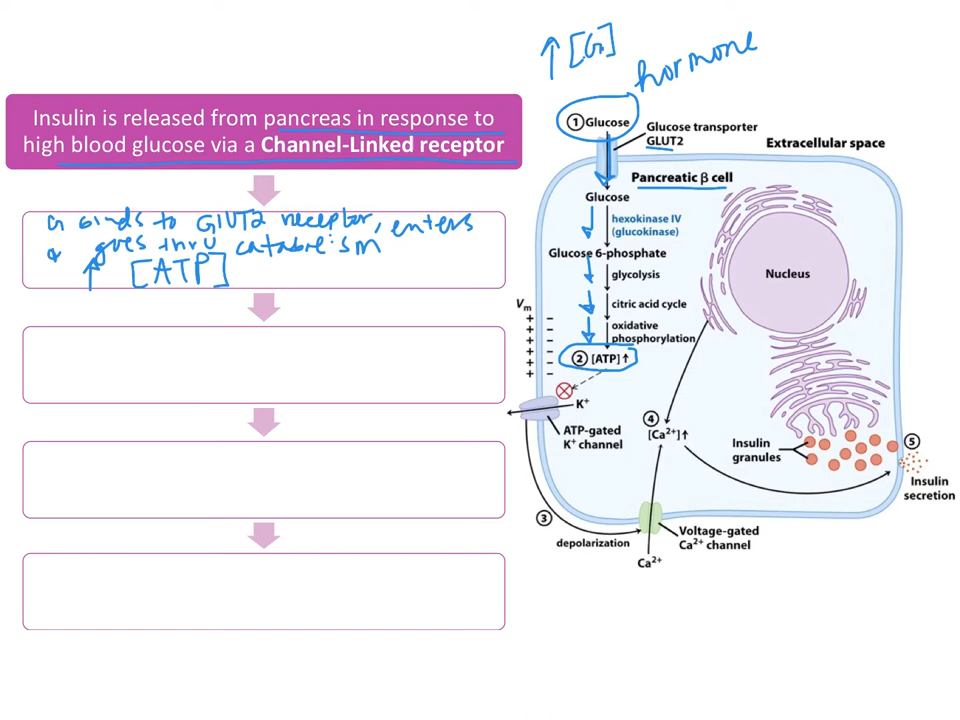 ↑ [G]
hormone
Insulin is released from pancreas in response to
high blood glucose via a Channel-Linked receptor
G binds to GLUT2 receptor, enters
& goes thru catabolism
↑ [ATP]
① Glucose
Glucose transporter
GLUT2
Extracellular space
Pancreatic β cell
Glucose
hexokinase IV
(glucokinase)
Glucose 6-phosphate
glycolysis
Nucleus
citric acid cycle
Vm
oxidative
phosphorylation
+ −
+ −
+ −
+ −
+ −
+ −
② [ATP]↑
K⁺
ATP-gated
K⁺ channel
④
[Ca²⁺]↑
Insulin
granules
⑤
Insulin
secretion
③
depolarization
Voltage-gated
Ca²⁺ channel
Ca²⁺